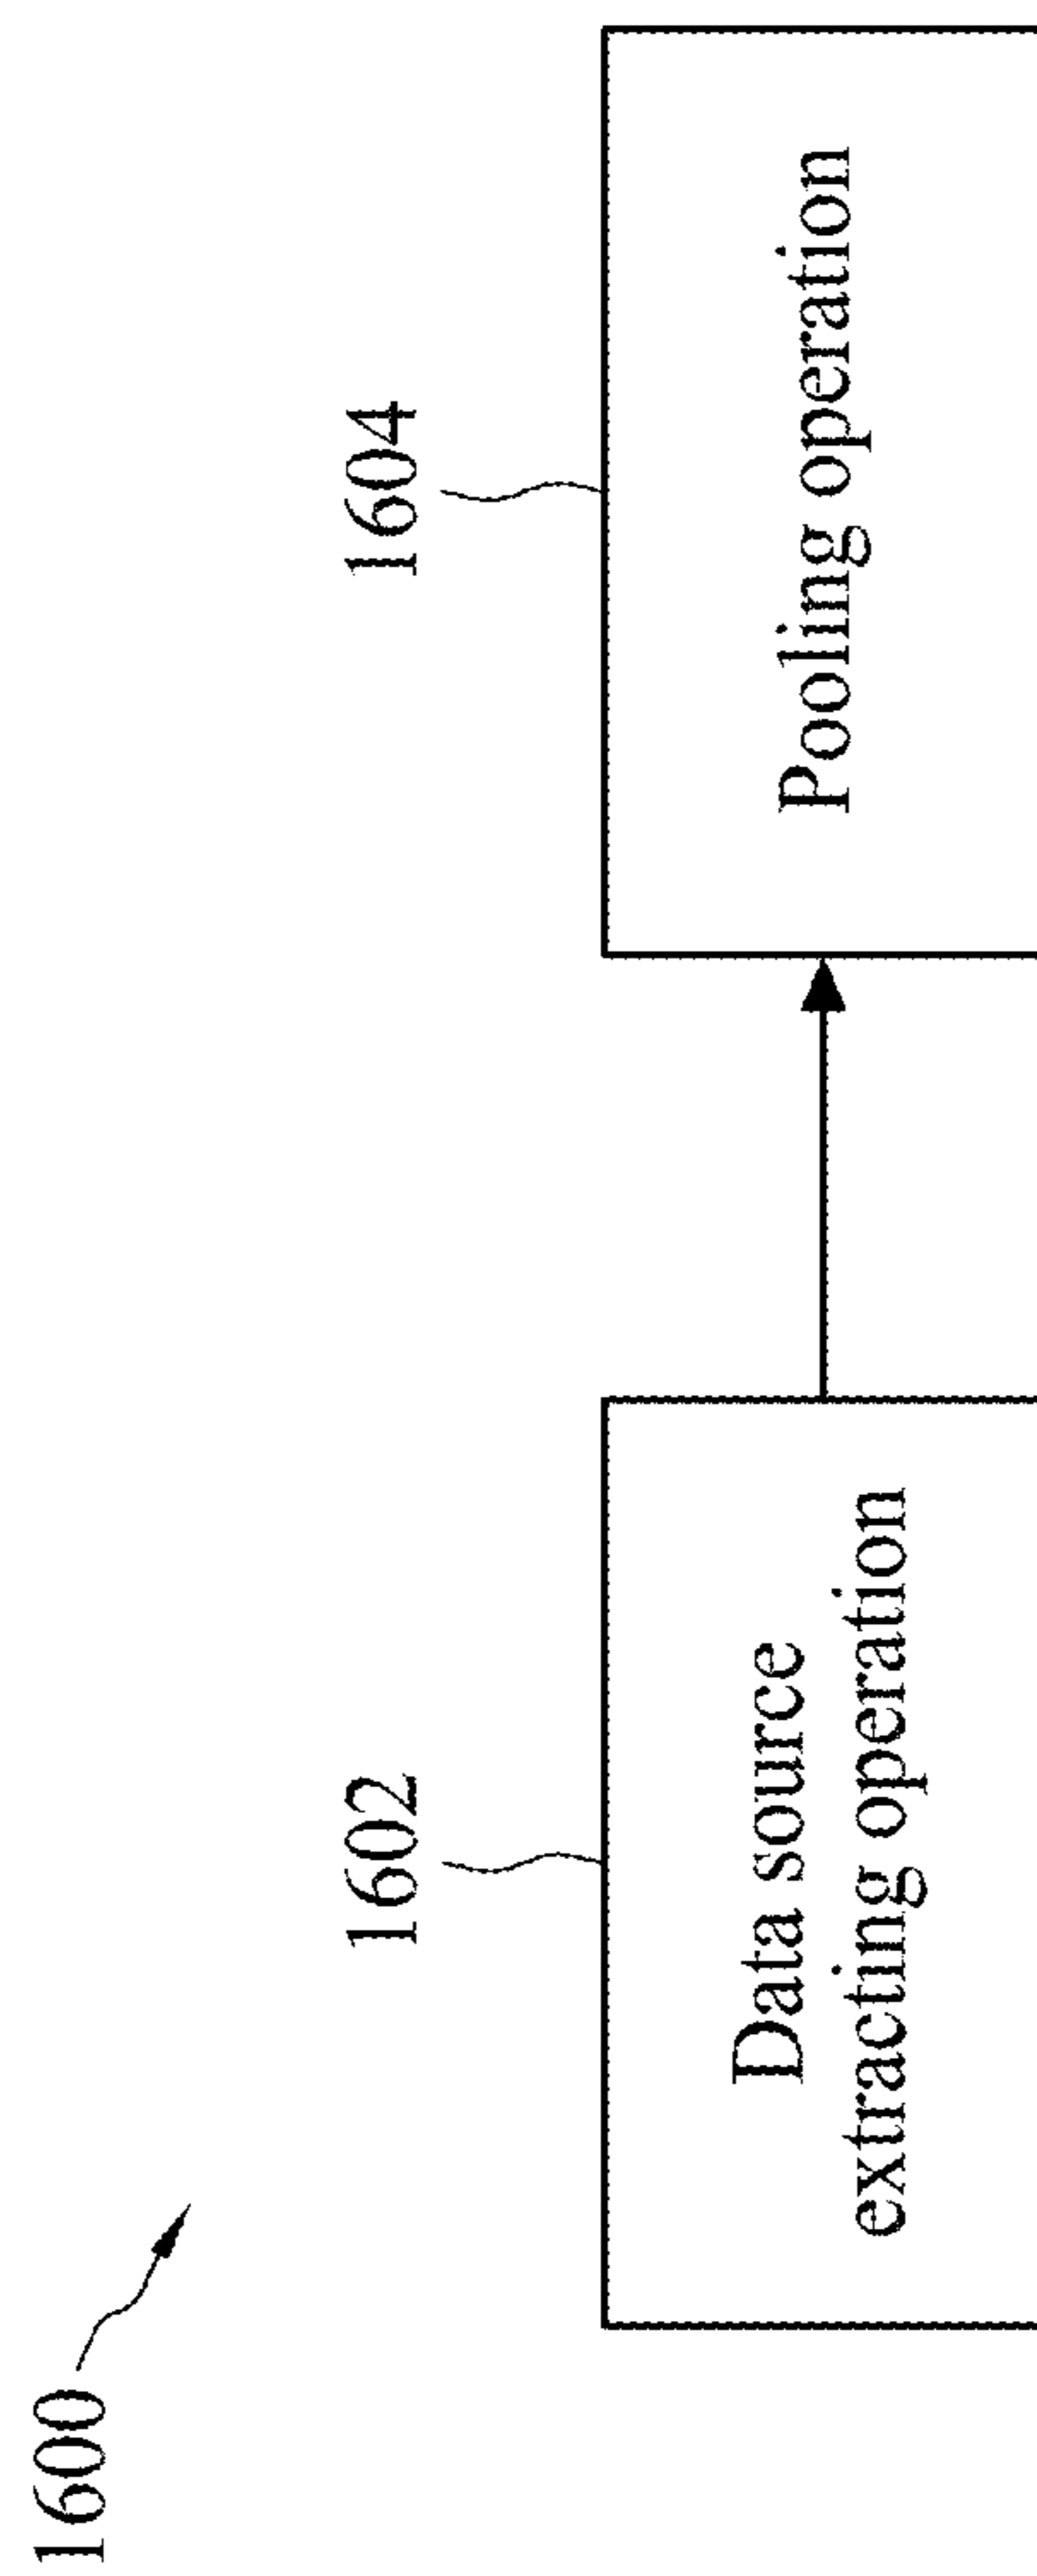 1600
1602
Data source
extracting operation
1604
Pooling operation